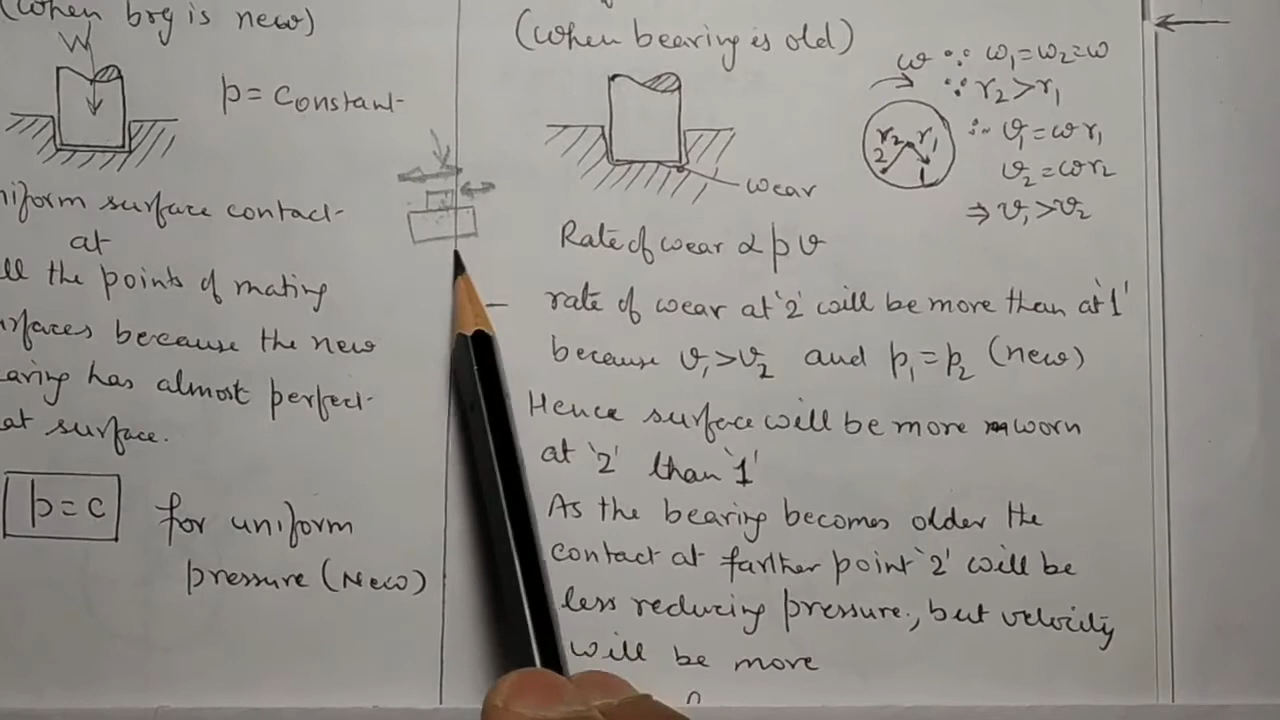 (when brg is new)
W
p = constant
niform surface contact
at
ll the points of mating
rfaces because the new
earing has almost perfect
at surface.
p = c for uniform
pressure (New)
(when bearing is old)
wear
ω ∵ ω₁=ω₂=ω
∵ r₂>r₁
r₂ r₁
2 1
∴ v₁=ωr₁
v₂=ωr₂
⇒ v₁>v₂
Rate of wear ∝ p v
– rate of wear at '2' will be more than at '1'
because v₁>v₂ and p₁=p₂ (new)
Hence surface will be more worn
at '2' than '1'
As the bearing becomes older the
contact at farther point '2' will be
less reducing pressure, but velocity
will be more